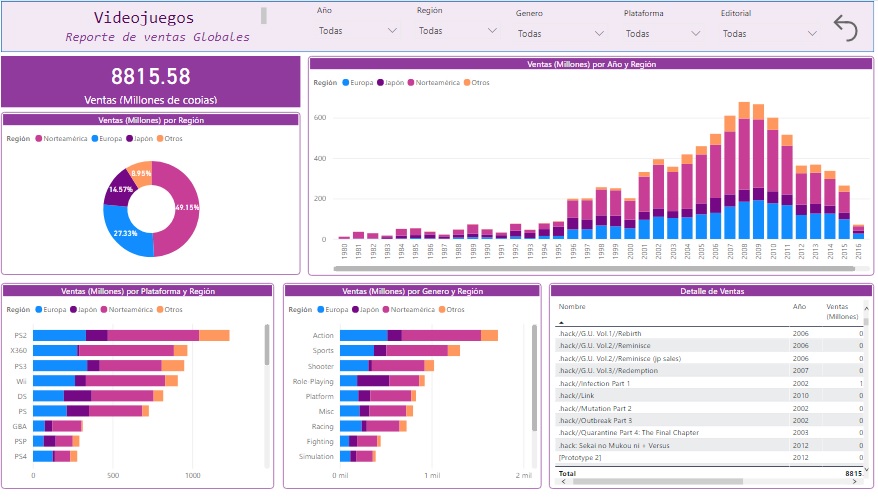 Videojuegos
Reporte de ventas Globales
Año
Todas
Región
Todas
Genero
Todas
Plataforma
Todas
Editorial
Todas
8815.58
Ventas (Millones de copias)
Ventas (Millones) por Región
Región Norteamérica Europa Japón Otros
8.95%
14.57%
49.15%
27.33%
Ventas (Millones) por Año y Región
Región Europa Japón Norteamérica Otros
600
400
200
0
1980 1981 1982 1983 1984 1985 1986 1987 1988 1989 1990 1991 1992 1993 1994 1995 1996 1997 1998 1999 2000 2001 2002 2003 2004 2005 2006 2007 2008 2009 2010 2011 2012 2013 2014 2015 2016
Ventas (Millones) por Plataforma y Región
Región Europa Japón Norteamérica Otros
PS2
X360
PS3
Wii
DS
PS
GBA
PSP
PS4
0 500 1000
Ventas (Millones) por Genero y Región
Región Europa Japón Norteamérica Otros
Action
Sports
Shooter
Role-Playing
Platform
Misc
Racing
Fighting
Simulation
0 mil 1 mil 2 mil
Detalle de Ventas
Nombre Año Ventas
(Millones)
.hack//G.U. Vol.1//Rebirth 2006 0
.hack//G.U. Vol.2//Reminisce 2006 0
.hack//G.U. Vol.2//Reminisce (jp sales) 2006 0
.hack//G.U. Vol.3//Redemption 2007 0
.hack//Infection Part 1 2002 1
.hack//Link 2010 0
.hack//Mutation Part 2 2002 0
.hack//Outbreak Part 3 2002 0
.hack//Quarantine Part 4: The Final Chapter 2003 0
.hack: Sekai no Mukou ni + Versus 2012 0
[Prototype 2] 2012 0
Total 8815.